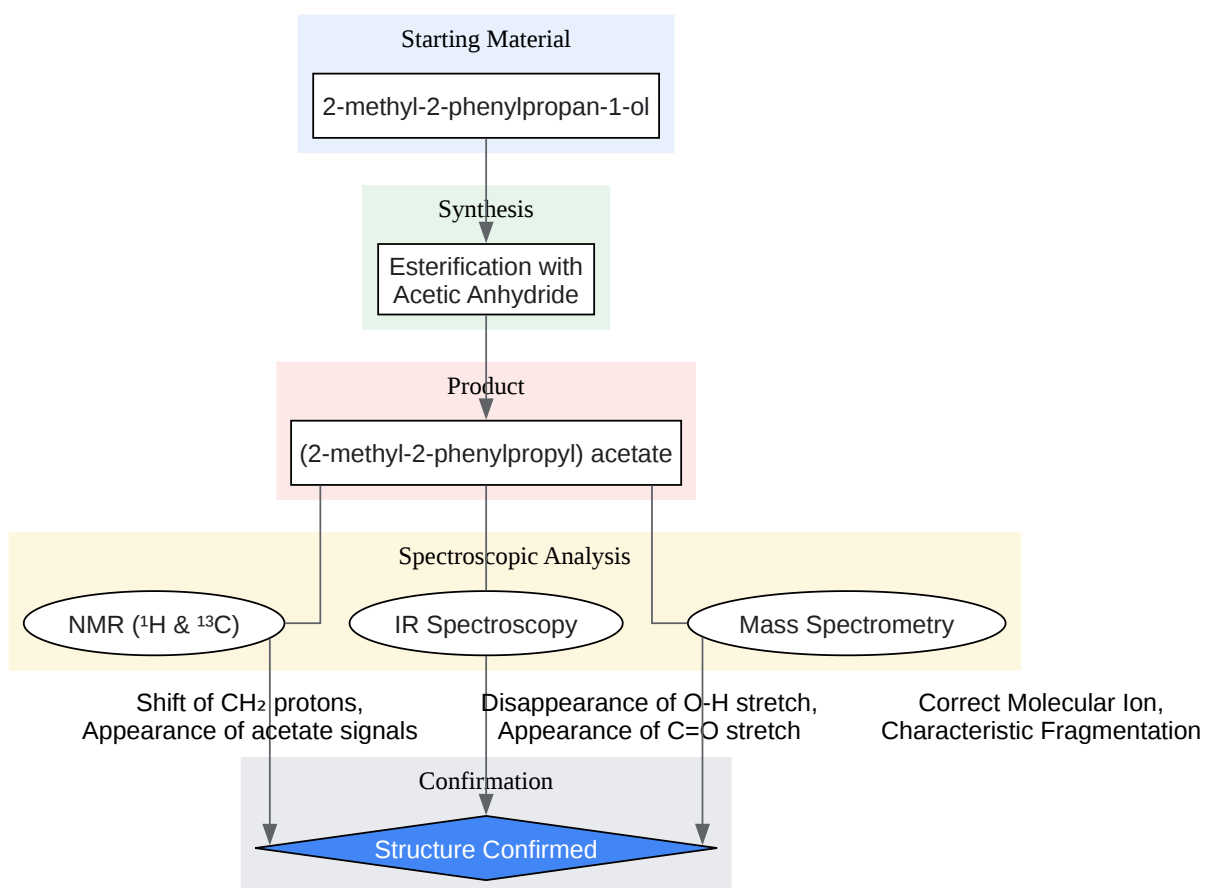 Starting Material
2-methyl-2-phenylpropan-1-ol
Synthesis
Esterification with
Acetic Anhydride
Product
(2-methyl-2-phenylpropyl) acetate
Spectroscopic Analysis
NMR (¹H & ¹³C)
IR Spectroscopy
Mass Spectrometry
Shift of CH₂ protons,
Appearance of acetate signals
Disappearance of O-H stretch,
Appearance of C=O stretch
Correct Molecular Ion,
Characteristic Fragmentation
Confirmation
Structure Confirmed